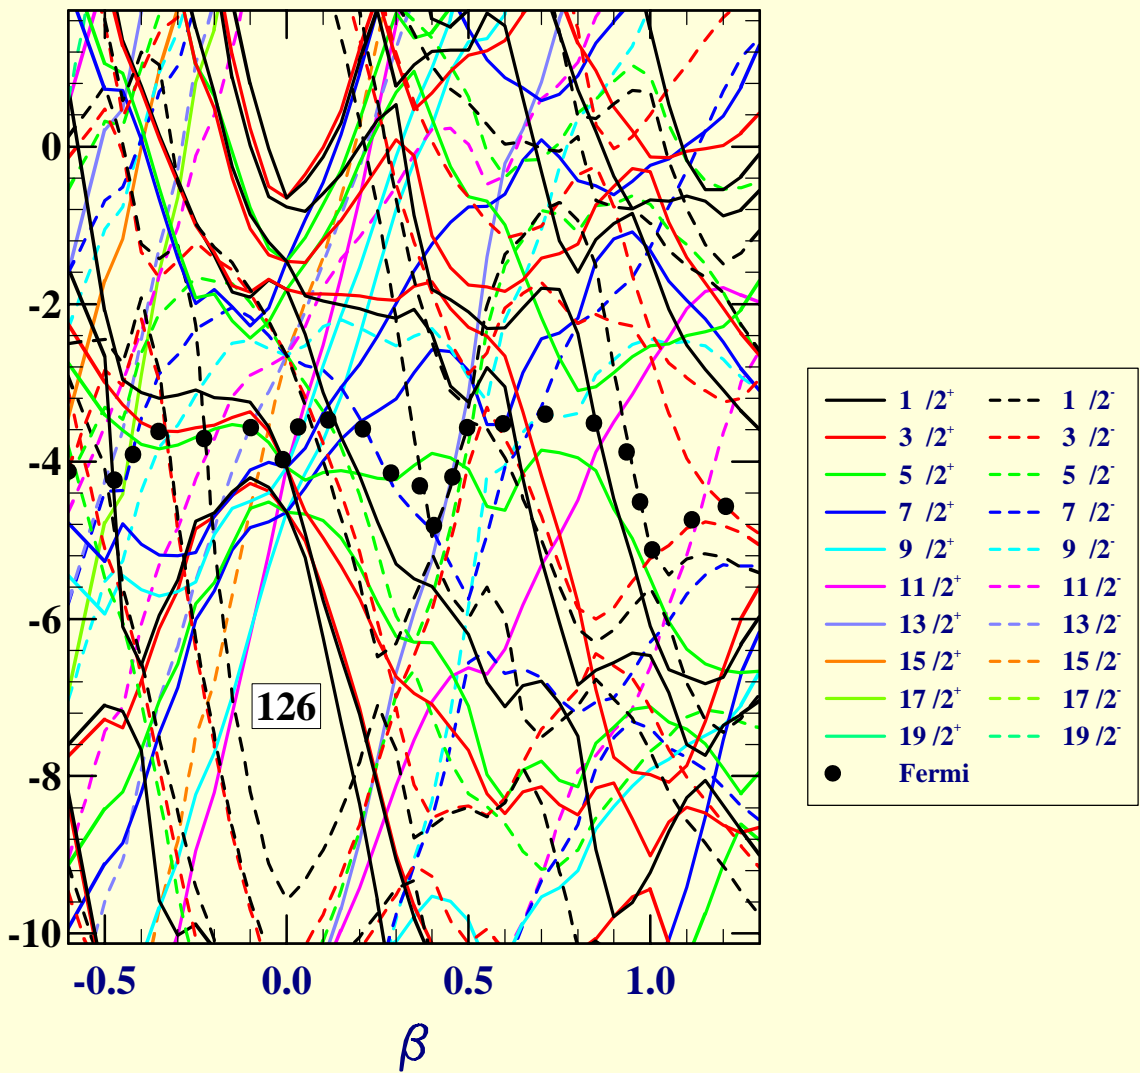 0
-2
-4
-6
-8
-10
126
-0.5 0.0 0.5 1.0
β
1 /2+ 1 /2-
3 /2+ 3 /2-
5 /2+ 5 /2-
7 /2+ 7 /2-
9 /2+ 9 /2-
11 /2+ 11 /2-
13 /2+ 13 /2-
15 /2+ 15 /2-
17 /2+ 17 /2-
19 /2+ 19 /2-
Fermi